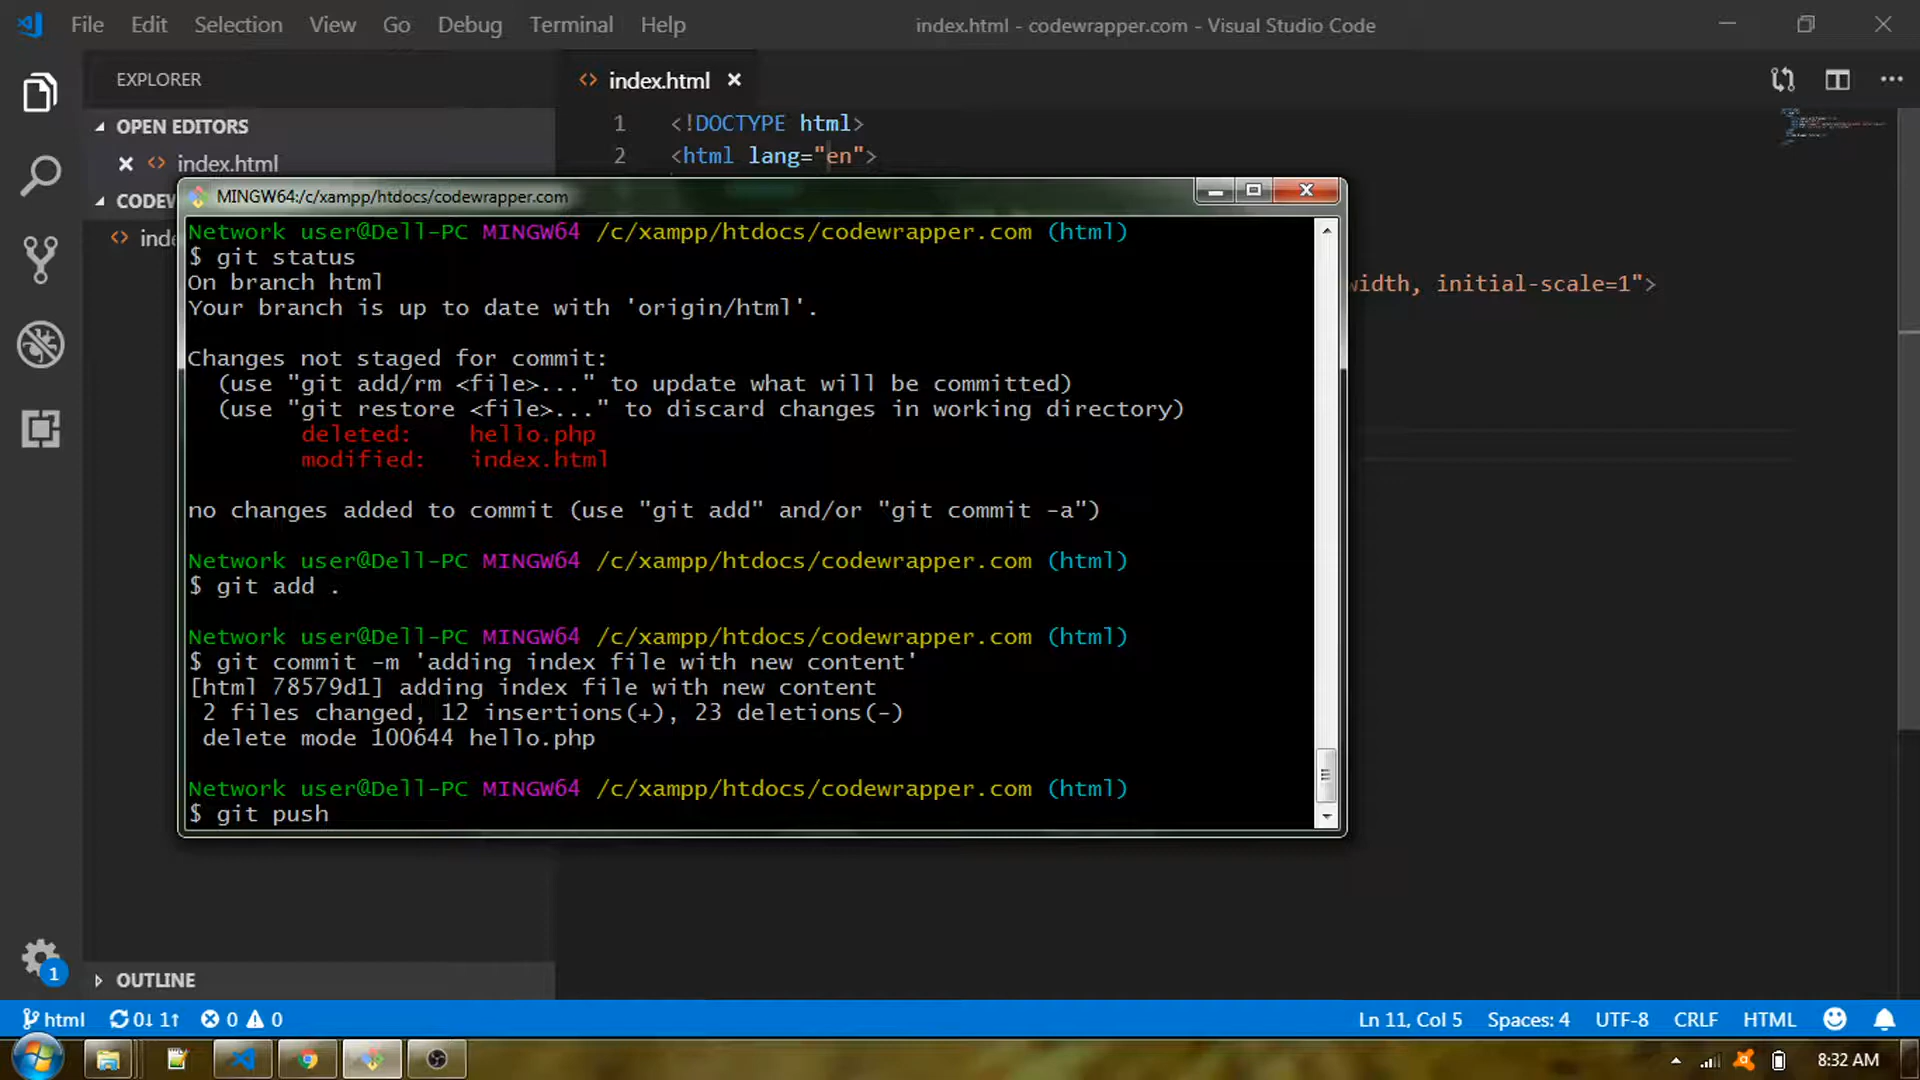 File Edit Selection View Go Debug Terminal Help
index.html - codewrapper.com - Visual Studio Code
EXPLORER
OPEN EDITORS
index.html
CODEW
ind
index.html
1 <!DOCTYPE html>
2 <html lang="en">
width, initial-scale=1">
MINGW64:/c/xampp/htdocs/codewrapper.com
Network user@Dell-PC MINGW64 /c/xampp/htdocs/codewrapper.com (html)
$ git status
On branch html
Your branch is up to date with 'origin/html'.
Changes not staged for commit:
(use "git add/rm <file>..." to update what will be committed)
(use "git restore <file>..." to discard changes in working directory)
deleted: hello.php
modified: index.html
no changes added to commit (use "git add" and/or "git commit -a")
Network user@Dell-PC MINGW64 /c/xampp/htdocs/codewrapper.com (html)
$ git add .
Network user@Dell-PC MINGW64 /c/xampp/htdocs/codewrapper.com (html)
$ git commit -m 'adding index file with new content'
[html 78579d1] adding index file with new content
2 files changed, 12 insertions(+), 23 deletions(-)
delete mode 100644 hello.php
Network user@Dell-PC MINGW64 /c/xampp/htdocs/codewrapper.com (html)
$ git push
1
OUTLINE
html 0↓ 1↑ 0 0
Ln 11, Col 5 Spaces: 4 UTF-8 CRLF HTML
8:32 AM